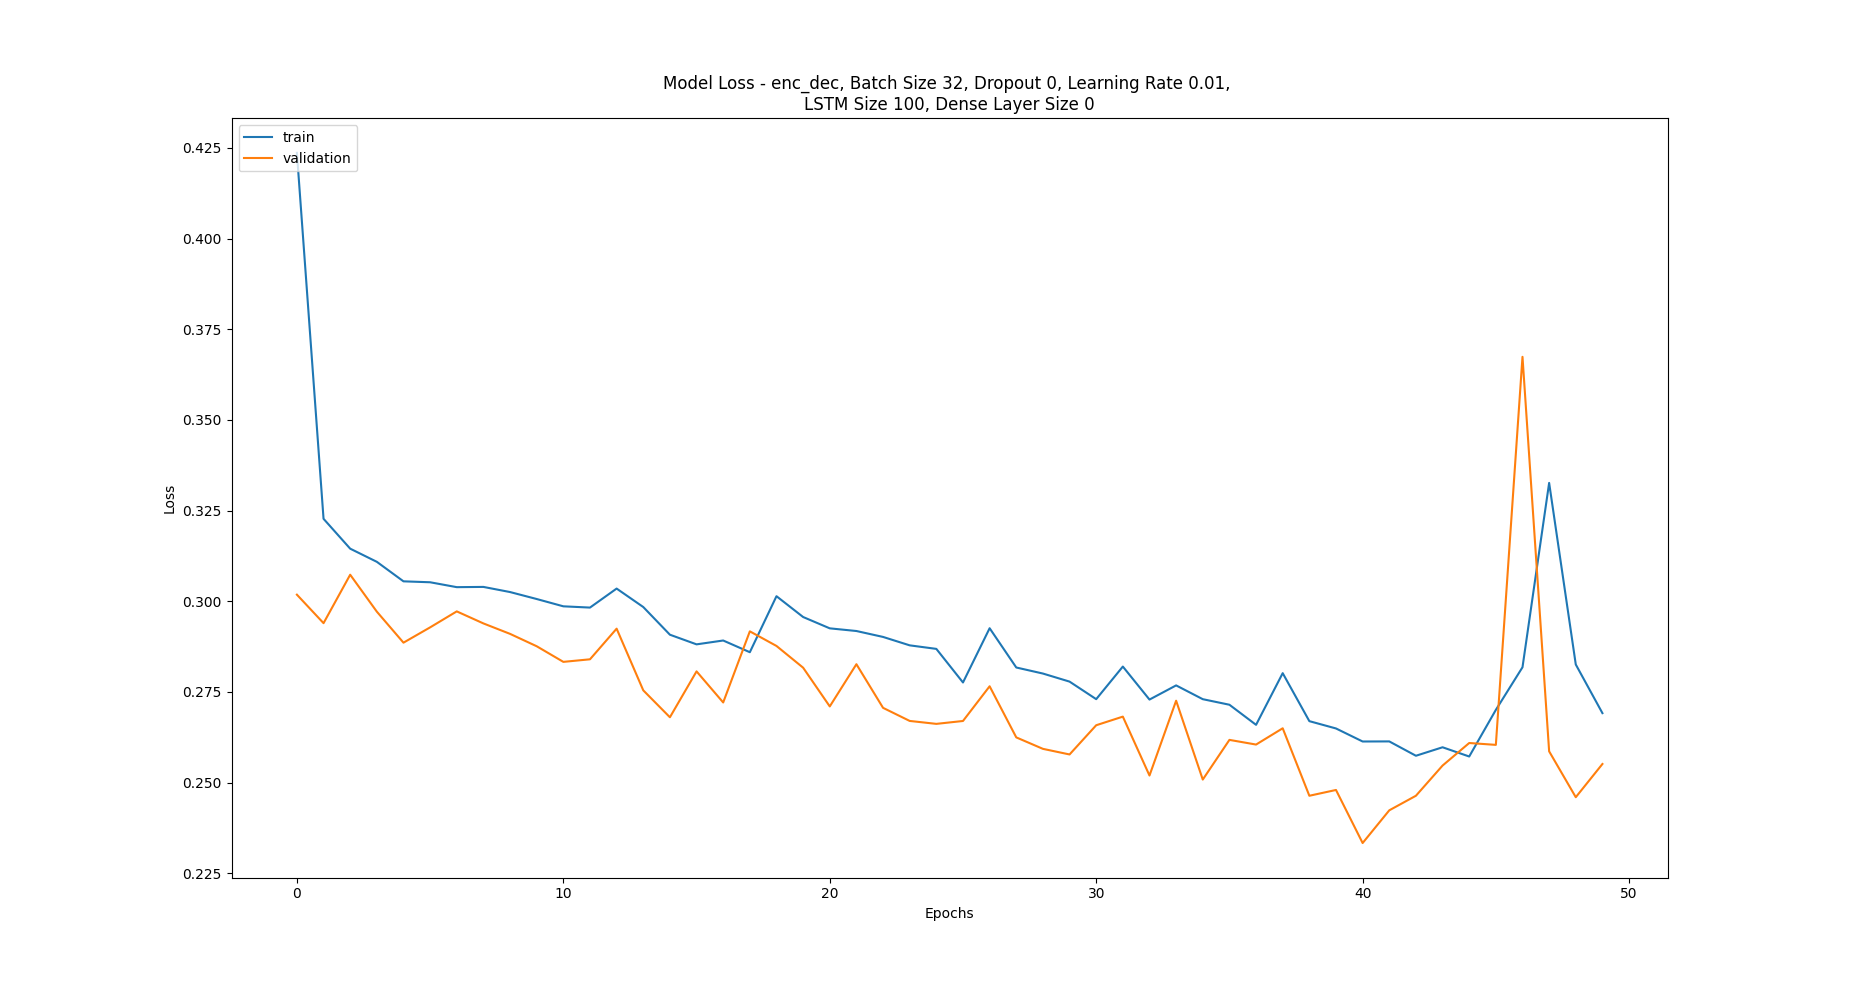 Model Loss - enc_dec, Batch Size 32, Dropout 0, Learning Rate 0.01,
LSTM Size 100, Dense Layer Size 0
train
validation
0.425
0.400
0.375
0.350
0.325
0.300
0.275
0.250
0.225
Loss
0 10 20 30 40 50
Epochs